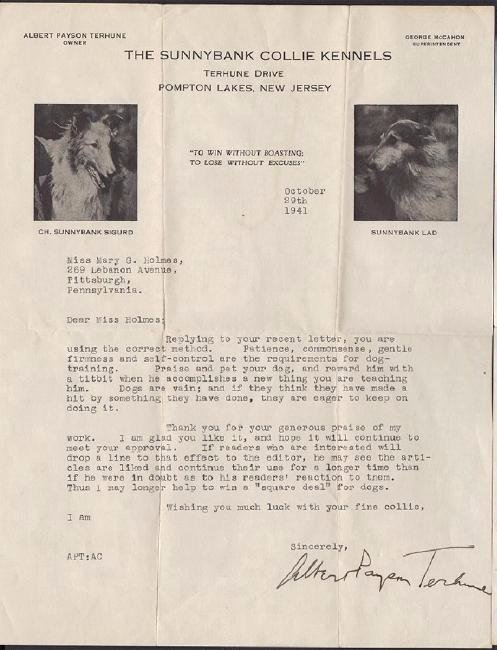 ALBERT PAYSON TERHUNE
OWNER
GEORGE McCAHON
SUPERINTENDENT
THE SUNNYBANK COLLIE KENNELS
TERHUNE DRIVE
POMPTON LAKES, NEW JERSEY
"TO WIN WITHOUT BOASTING;
TO LOSE WITHOUT EXCUSES"
CH. SUNNYBANK SIGURD
SUNNYBANK LAD
October
29th
1941
Miss Mary G. Holmes,
269 Lebanon Avenue,
Pittsburgh,
Pennsylvania.
Dear Miss Holmes;
Replying to your recent letter, you are
using the correct method. Patience, commonsense, gentle
firmness and self-control are the requirements for dog-
training. Praise and pet your dog, and reward him with
a titbit when he accomplishes a new thing you are teaching
him. Dogs are vain; and if they think they have made a
hit by something they have done, they are eager to keep on
doing it.
Thank you for your generous praise of my
work. I am glad you like it, and hope it will continue to
meet your approval. If readers who are interested will
drop a line to that effect to the editor, he may see the arti-
cles are liked and continue their use for a longer time than
if he were in doubt as to his readers' reaction to them.
Thus I may longer help to win a "square deal" for dogs.
Wishing you much luck with your fine collie,
I am
Sincerely,
APT:AC
Albert Payson Terhune